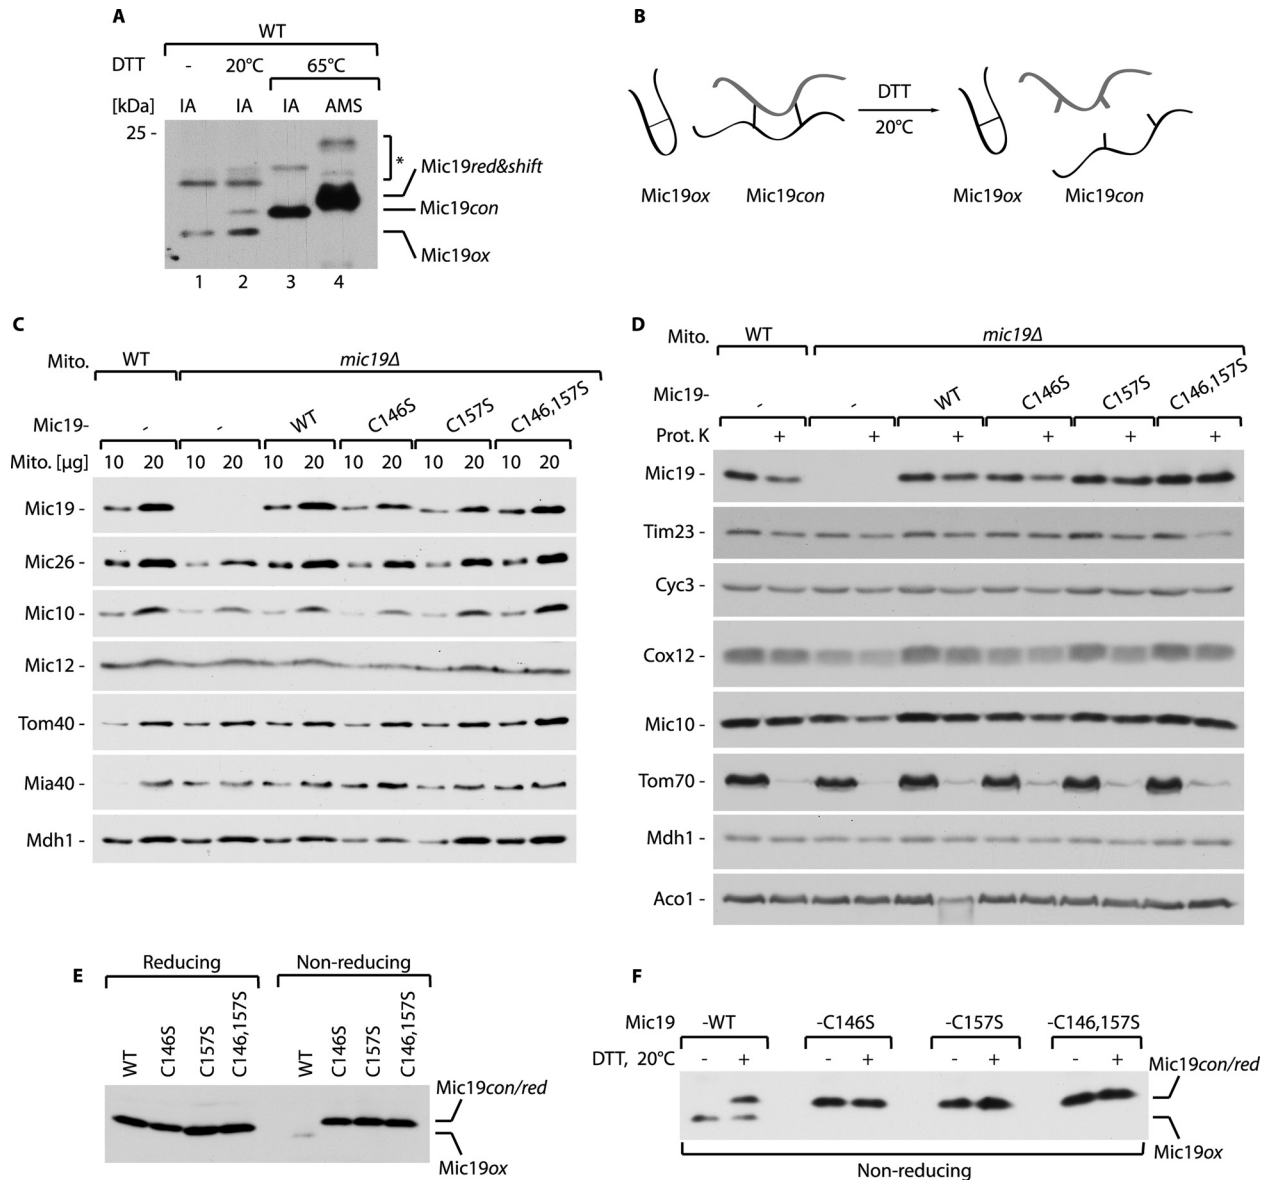 A
WT
DTT - 20°C 65°C
[kDa] IA IA IA AMS
25 -
*
Mic19red&shift
Mic19con
Mic19ox
1 2 3 4
B
DTT
20°C
Mic19ox Mic19con Mic19ox Mic19con
C
Mito. WT mic19Δ
Mic19- - - WT C146S C157S C146,157S
Mito. [µg] 10 20 10 20 10 20 10 20 10 20 10 20
Mic19 -
Mic26 -
Mic10 -
Mic12 -
Tom40 -
Mia40 -
Mdh1 -
D
Mito. WT mic19Δ
Mic19- - - WT C146S C157S C146,157S
Prot. K + + + + + +
Mic19 -
Tim23 -
Cyc3 -
Cox12 -
Mic10 -
Tom70 -
Mdh1 -
Aco1 -
E
Reducing Non-reducing
WT C146S C157S C146,157S WT C146S C157S C146,157S
Mic19con/red
Mic19ox
F
Mic19 -WT -C146S -C157S -C146,157S
DTT, 20°C - + - + - + - +
Mic19con/red
Mic19ox
Non-reducing